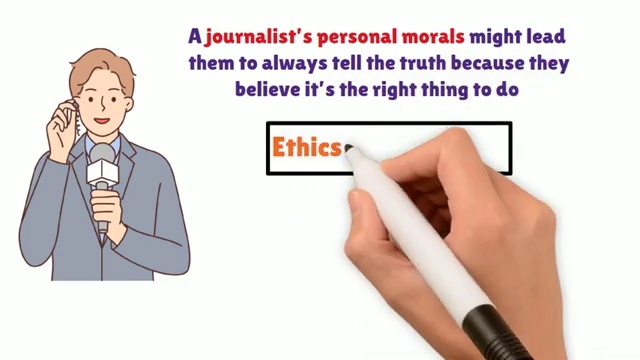 A journalist's personal morals might lead
them to always tell the truth because they
believe it's the right thing to do
Ethics